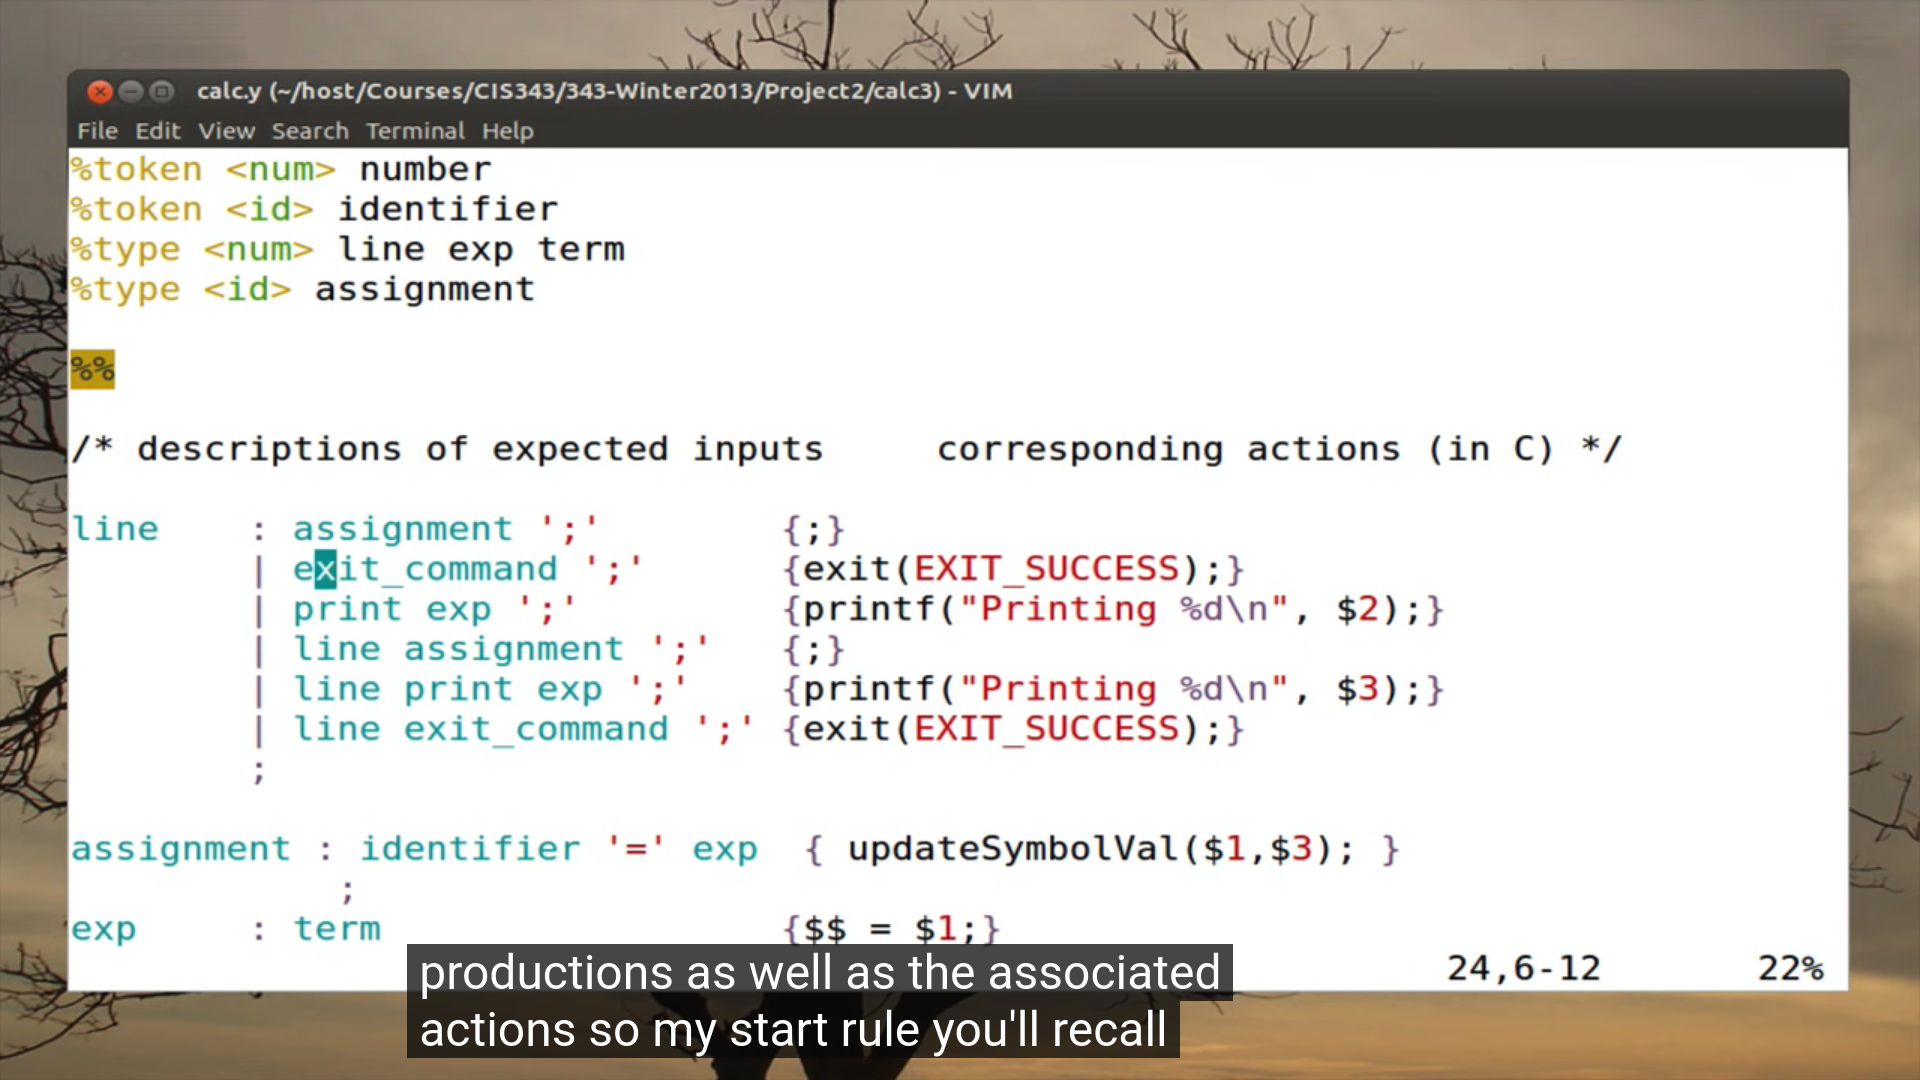 calc.y (~/host/Courses/CIS343/343-Winter2013/Project2/calc3) - VIM
File Edit View Search Terminal Help
%token <num> number
%token <id> identifier
%type <num> line exp term
%type <id> assignment
%%
/* descriptions of expected inputs     corresponding actions (in C) */
line    : assignment ';'        {;}
| exit_command ';'      {exit(EXIT_SUCCESS);}
| print exp ';'         {printf("Printing %d\n", $2);}
| line assignment ';'   {;}
| line print exp ';'    {printf("Printing %d\n", $3);}
| line exit_command ';' {exit(EXIT_SUCCESS);}
;
assignment : identifier '=' exp  { updateSymbolVal($1,$3); }
;
exp     : term                  {$$ = $1;}
24,6-12       22%
productions as well as the associated
actions so my start rule you'll recall